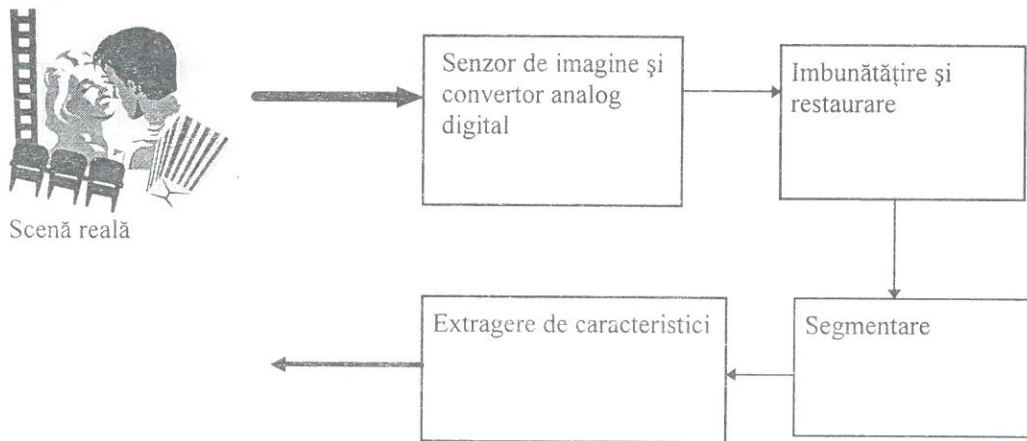 Senzor de imagine şi
convertor analog
digital
Imbunătăţire şi
restaurare
Scenă reală
Extragere de caracteristici
Segmentare